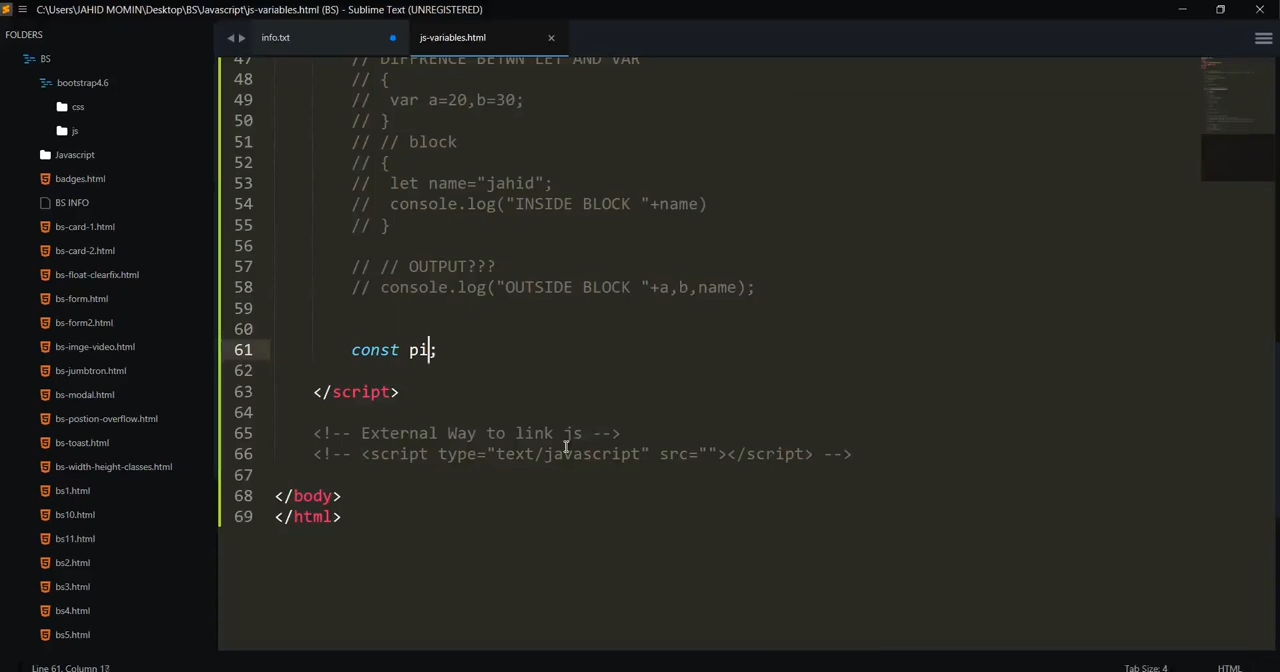 C:\Users\JAHID MOMIN\Desktop\BS\Javascript\js-variables.html (BS) - Sublime Text (UNREGISTERED)
FOLDERS
BS
bootstrap4.6
css
js
Javascript
badges.html
BS INFO
bs-card-1.html
bs-card-2.html
bs-float-clearfix.html
bs-form.html
bs-form2.html
bs-imge-video.html
bs-jumbtron.html
bs-modal.html
bs-postion-overflow.html
bs-toast.html
bs-width-height-classes.html
bs1.html
bs10.html
bs11.html
bs2.html
bs3.html
bs4.html
bs5.html
info.txt
js-variables.html
47 // DIFFRENCE BETWN LET AND VAR
48 // {
49 // var a=20,b=30;
50 // }
51 // // block
52 // {
53 // let name="jahid";
54 // console.log("INSIDE BLOCK "+name)
55 // }
56
57 // // OUTPUT???
58 // console.log("OUTSIDE BLOCK "+a,b,name);
59
60
61 const pi;
62
63 </script>
64
65 <!-- External Way to link js -->
66 <!-- <script type="text/javascript" src=""></script> -->
67
68 </body>
69 </html>
Line 61, Column 17
Tab Size: 4
HTML